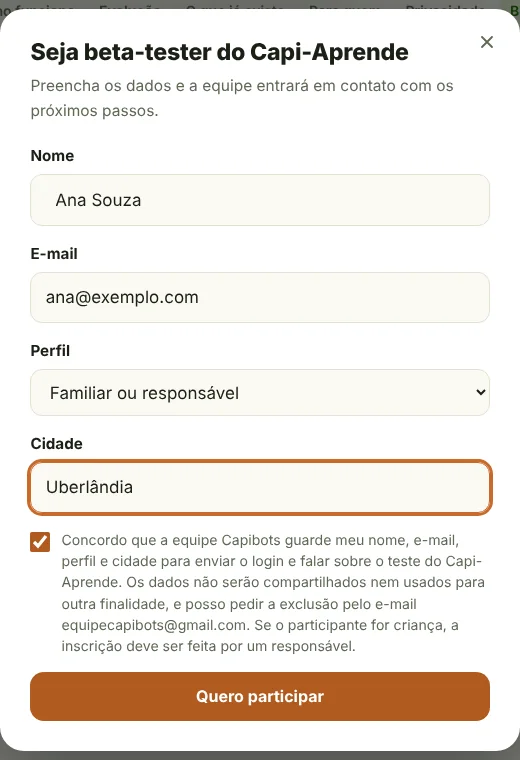 Seja beta-tester do Capi-Aprende
Preencha os dados e a equipe entrará em contato com os
próximos passos.
Nome
Ana Souza
E-mail
ana@exemplo.com
Perfil
Familiar ou responsável
Cidade
Uberlândia
Concordo que a equipe Capibots guarde meu nome, e-mail,
perfil e cidade para enviar o login e falar sobre o teste do Capi-
Aprende. Os dados não serão compartilhados nem usados para
outra finalidade, e posso pedir a exclusão pelo e-mail
equipecapibots@gmail.com. Se o participante for criança, a
inscrição deve ser feita por um responsável.
Quero participar